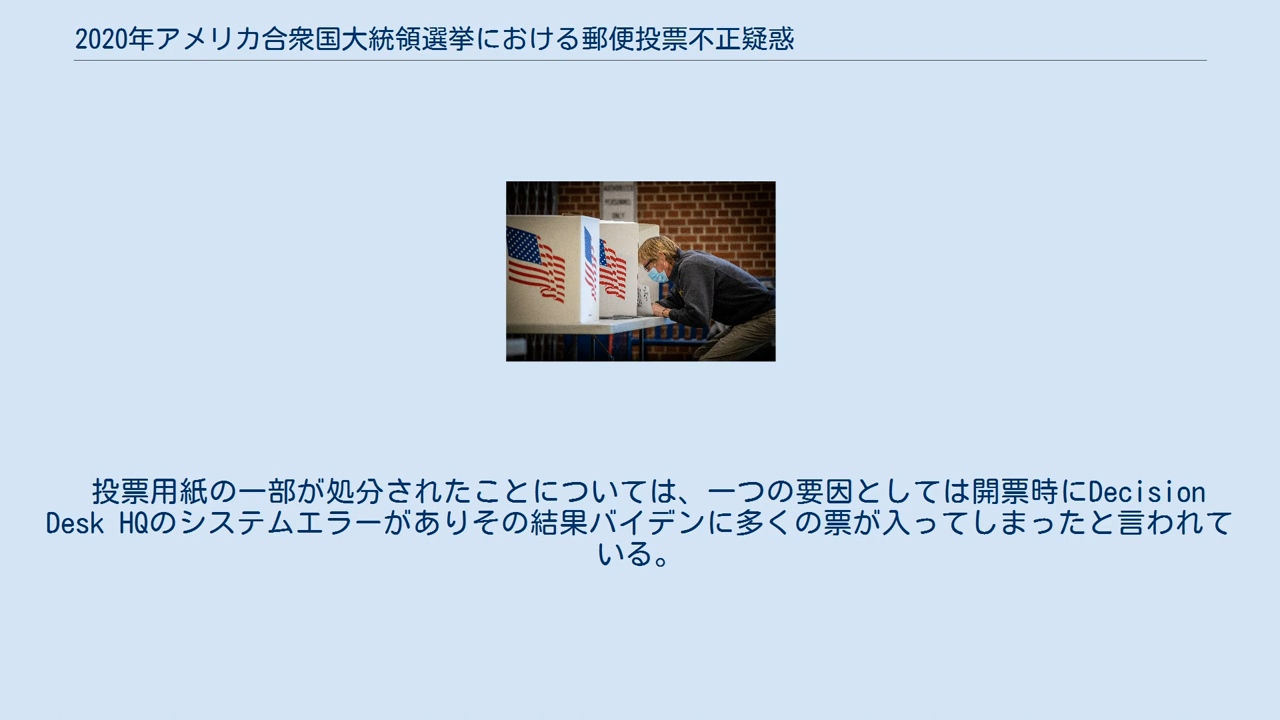 2020年アメリカ合衆国大統領選挙における郵便投票不正疑惑
AUTHORIZED
PERSONNEL
ONLY
投票用紙の一部が処分されたことについては、一つの要因としては開票時にDecision
Desk HQのシステムエラーがありその結果バイデンに多くの票が入ってしまったと言われて
いる。